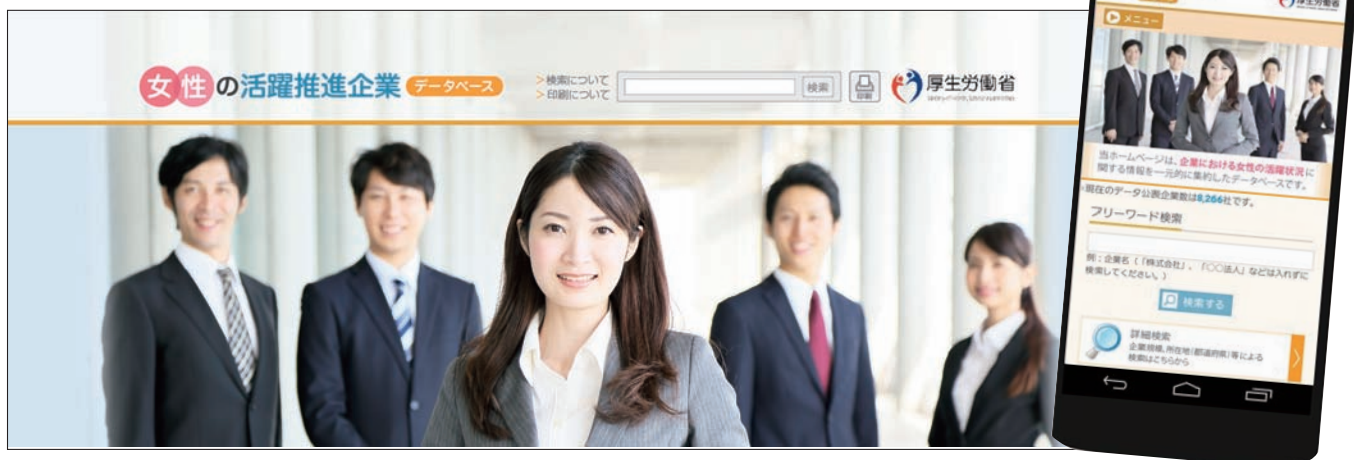 女性の活躍推進企業 データベース
>検索について
>印刷について
検索
印刷
厚生労働省
厚生労働省
メニュー
当ホームページは、企業における女性の活躍状況に
関する情報を一元的に集約したデータベースです。
現在のデータ公表企業数は8,266社です。
フリーワード検索
例:企業名(「株式会社」、「○○法人」などは入れずに
検索してください。)
検索する
詳細検索
企業規模、所在地(都道府県)等による
検索はこちらから